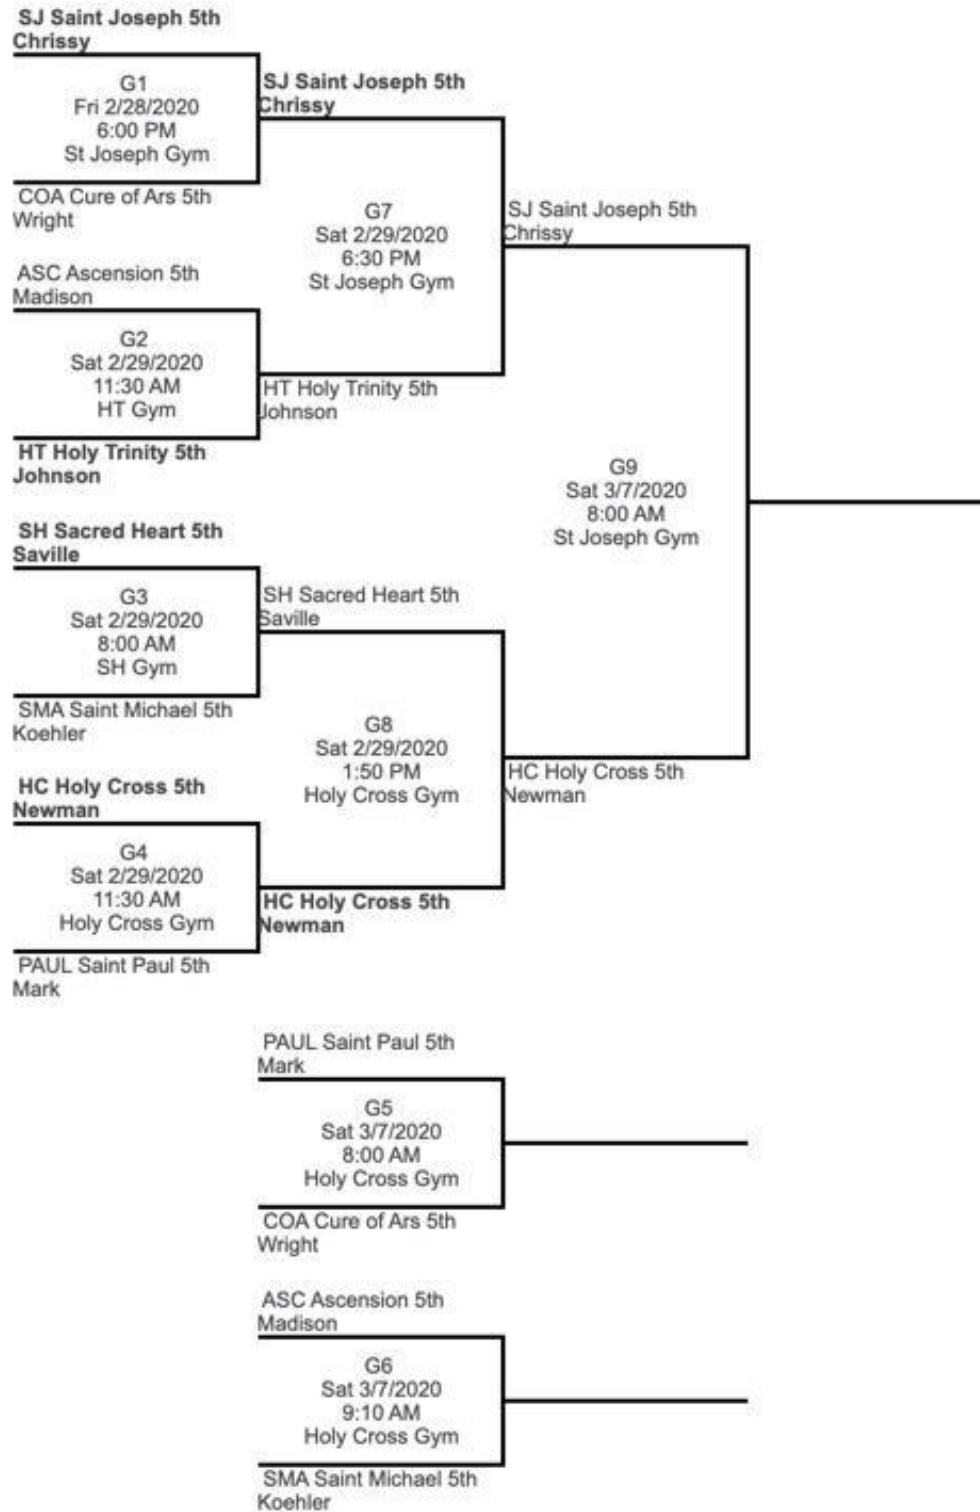 SJ Saint Joseph 5th
Chrissy
G1
Fri 2/28/2020
6:00 PM
St Joseph Gym
COA Cure of Ars 5th
Wright
SJ Saint Joseph 5th
Chrissy
G7
Sat 2/29/2020
6:30 PM
St Joseph Gym
ASC Ascension 5th
Madison
G2
Sat 2/29/2020
11:30 AM
HT Gym
HT Holy Trinity 5th
Johnson
HT Holy Trinity 5th
Johnson
SJ Saint Joseph 5th
Chrissy
G9
Sat 3/7/2020
8:00 AM
St Joseph Gym
SH Sacred Heart 5th
Saville
G3
Sat 2/29/2020
8:00 AM
SH Gym
SMA Saint Michael 5th
Koehler
SH Sacred Heart 5th
Saville
G8
Sat 2/29/2020
1:50 PM
Holy Cross Gym
HC Holy Cross 5th
Newman
HC Holy Cross 5th
Newman
G4
Sat 2/29/2020
11:30 AM
Holy Cross Gym
PAUL Saint Paul 5th
Mark
HC Holy Cross 5th
Newman
PAUL Saint Paul 5th
Mark
G5
Sat 3/7/2020
8:00 AM
Holy Cross Gym
COA Cure of Ars 5th
Wright
ASC Ascension 5th
Madison
G6
Sat 3/7/2020
9:10 AM
Holy Cross Gym
SMA Saint Michael 5th
Koehler